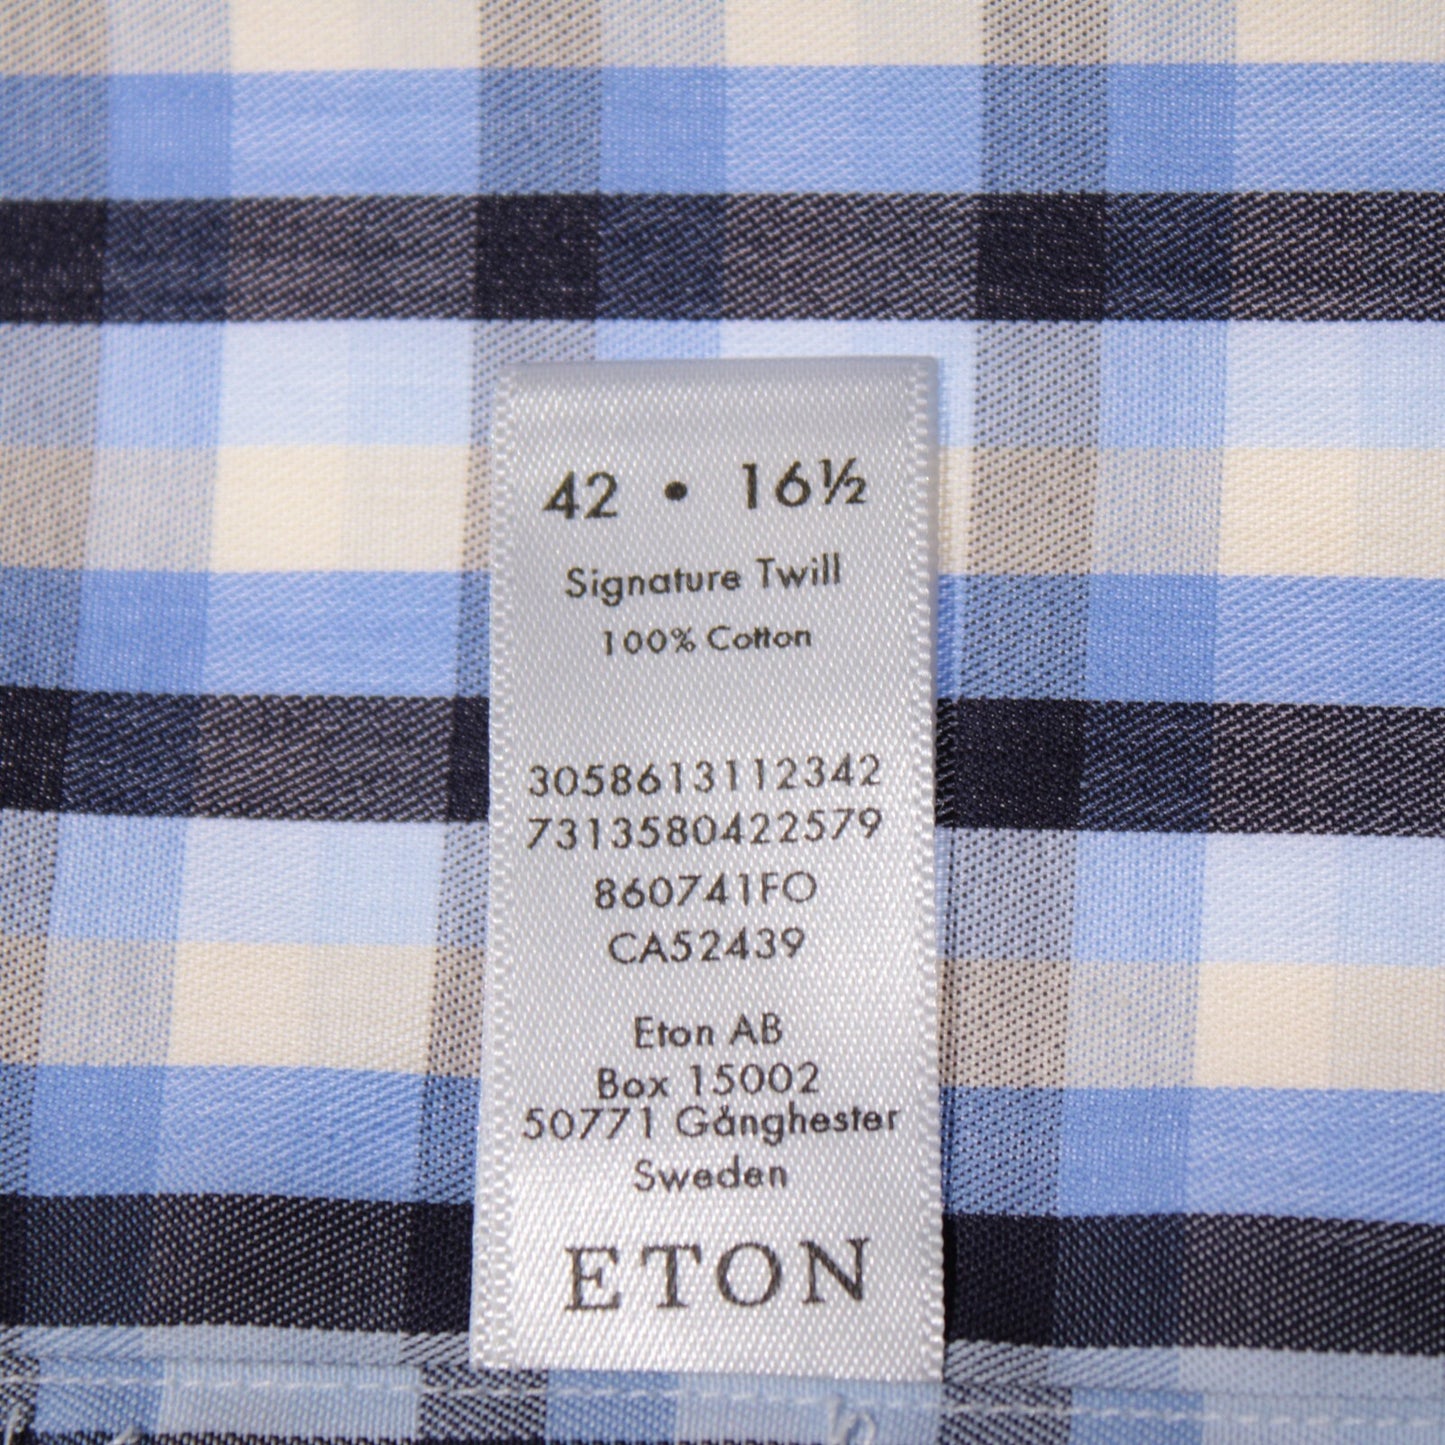 42 • 16½
Signature Twill
100% Cotton
3058613112342
7313580422579
860741FO
CA52439
Eton AB
Box 15002
50771 Gånghester
Sweden
ETON